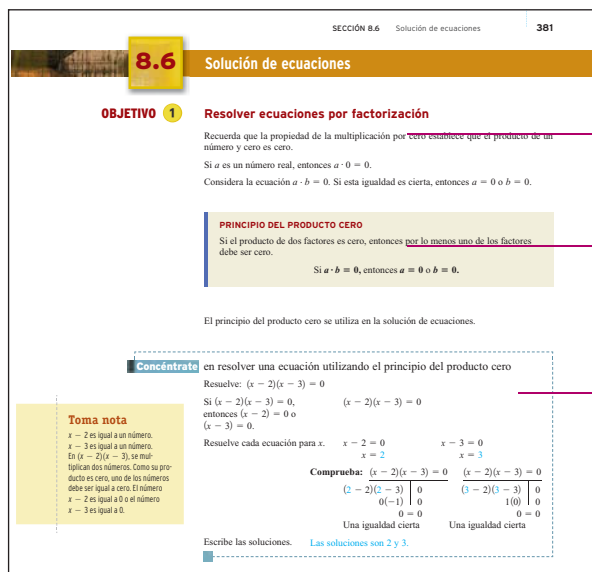 SECCIÓN 8.6 Solución de ecuaciones 381
8.6 Solución de ecuaciones
OBJETIVO 1 Resolver ecuaciones por factorización
Recuerda que la propiedad de la multiplicación por cero establece que el producto de un
número y cero es cero.
Si a es un número real, entonces a · 0 = 0.
Considera la ecuación a · b = 0. Si esta igualdad es cierta, entonces a = 0 o b = 0.
PRINCIPIO DEL PRODUCTO CERO
Si el producto de dos factores es cero, entonces por lo menos uno de los factores
debe ser cero.
Si a · b = 0, entonces a = 0 o b = 0.
El principio del producto cero se utiliza en la solución de ecuaciones.
Concéntrate en resolver una ecuación utilizando el principio del producto cero
Resuelve: (x − 2)(x − 3) = 0
Si (x − 2)(x − 3) = 0, (x − 2)(x − 3) = 0
entonces (x − 2) = 0 o
(x − 3) = 0.
Resuelve cada ecuación para x. x − 2 = 0 x − 3 = 0
x = 2 x = 3
Comprueba: (x − 2)(x − 3) = 0 (x − 2)(x − 3) = 0
(2 − 2)(2 − 3) | 0 (3 − 2)(3 − 3) | 0
0(−1) | 0 1(0) | 0
0 = 0 0 = 0
Una igualdad cierta Una igualdad cierta
Escribe las soluciones. Las soluciones son 2 y 3.
Toma nota
x − 2 es igual a un número.
x − 3 es igual a un número.
En (x − 2)(x − 3), se mul-
tiplican dos números. Como su pro-
ducto es cero, uno de los números
debe ser igual a cero. El número
x − 2 es igual a 0 o el número
x − 3 es igual a 0.